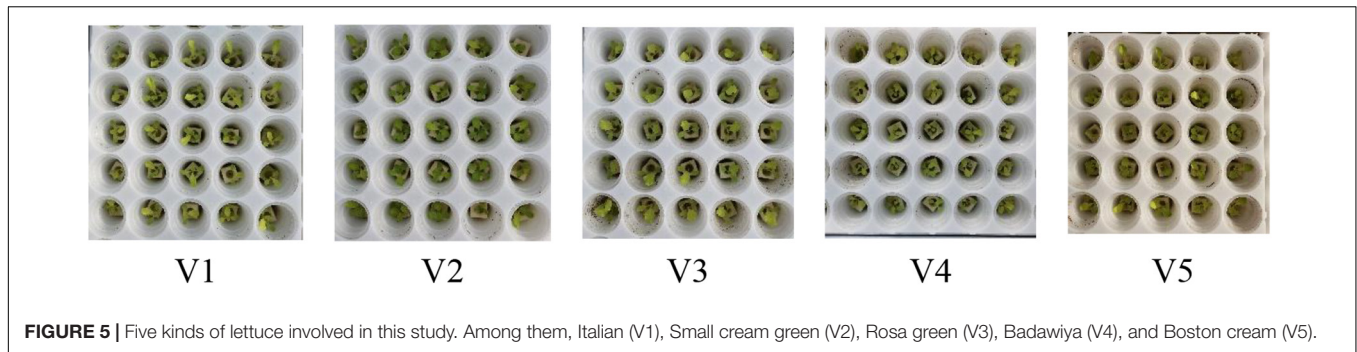 V1 V2 V3 V4 V5
FIGURE 5 | Five kinds of lettuce involved in this study. Among them, Italian (V1), Small cream green (V2), Rosa green (V3), Badawiya (V4), and Boston cream (V5).